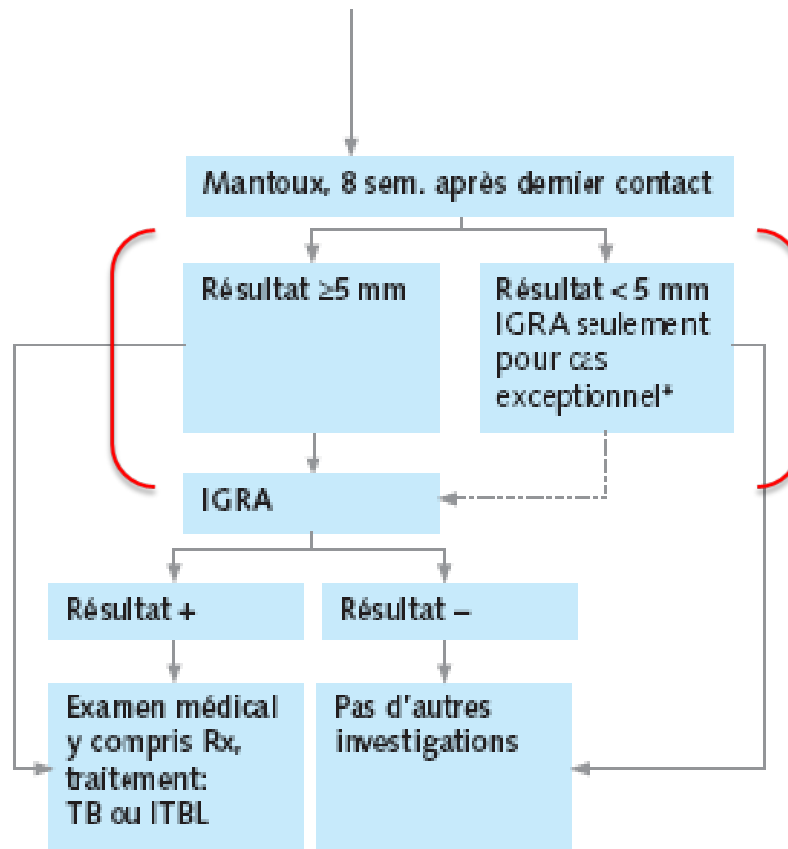 Mantoux, 8 sem. après dernier contact
Résultat ≥5 mm
Résultat <5 mm
IGRA seulement
pour cas
exceptionnel*
IGRA
Résultat +
Résultat –
Examen médical
y compris Rx,
traitement:
TB ou ITBL
Pas d'autres
investigations